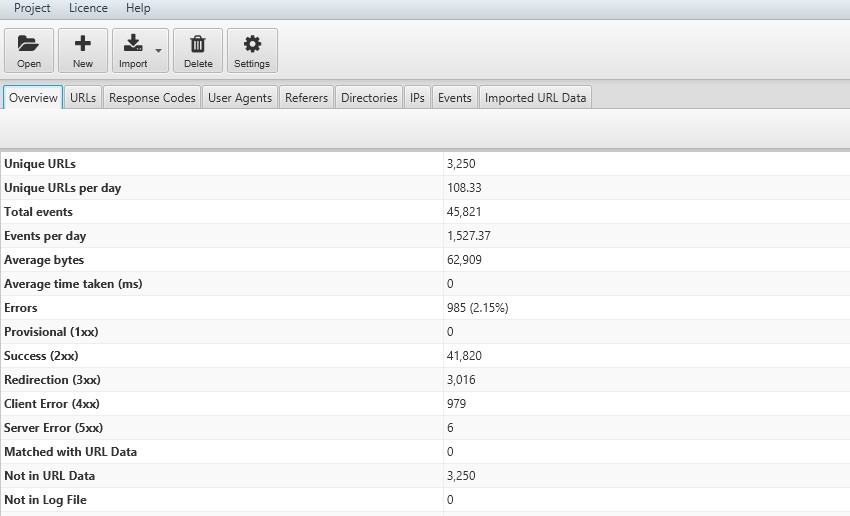 Project Licence Help
Open New Import Delete Settings
Overview URLs Response Codes User Agents Referers Directories IPs Events Imported URL Data
Unique URLs 3,250
Unique URLs per day 108.33
Total events 45,821
Events per day 1,527.37
Average bytes 62,909
Average time taken (ms) 0
Errors 985 (2.15%)
Provisional (1xx) 0
Success (2xx) 41,820
Redirection (3xx) 3,016
Client Error (4xx) 979
Server Error (5xx) 6
Matched with URL Data 0
Not in URL Data 3,250
Not in Log File 0